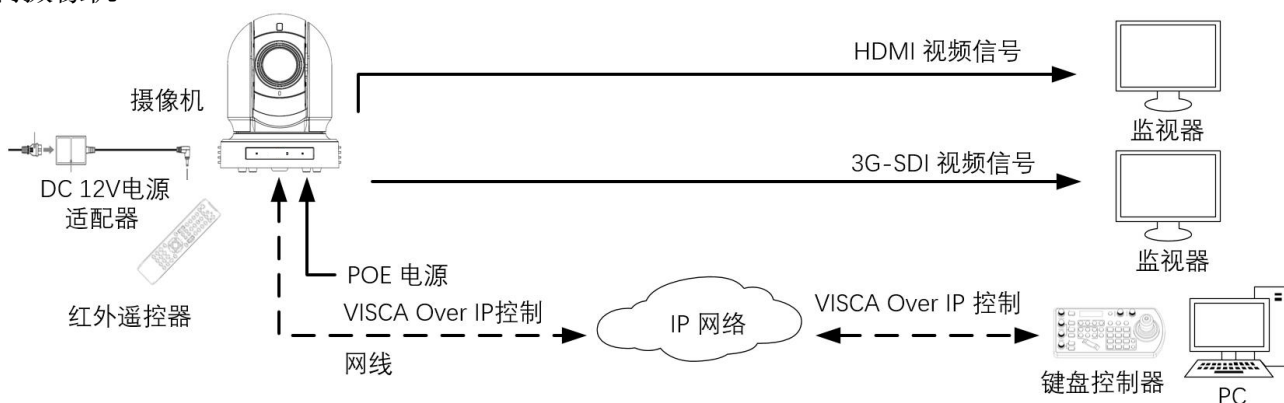 HDMI 视频信号
摄像机
监视器
3G-SDI 视频信号
DC 12V电源
适配器
监视器
POE 电源
红外遥控器
VISCA Over IP控制
IP 网络
VISCA Over IP 控制
网线
键盘控制器
PC